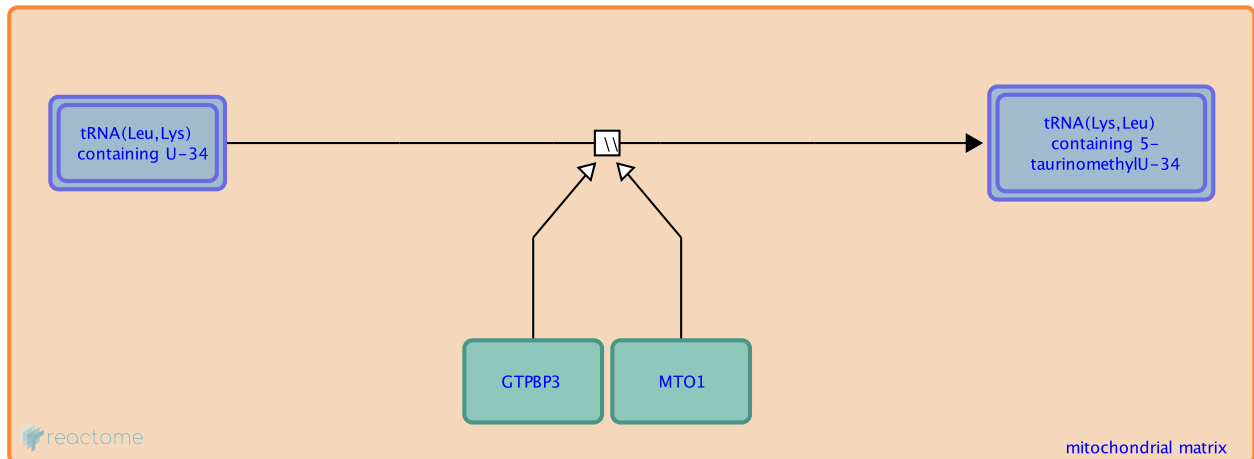 tRNA(Leu,Lys)
containing U-34
\\
tRNA(Lys,Leu)
containing 5-
taurinomethylU-34
GTPBP3
MTO1
reactome
mitochondrial matrix